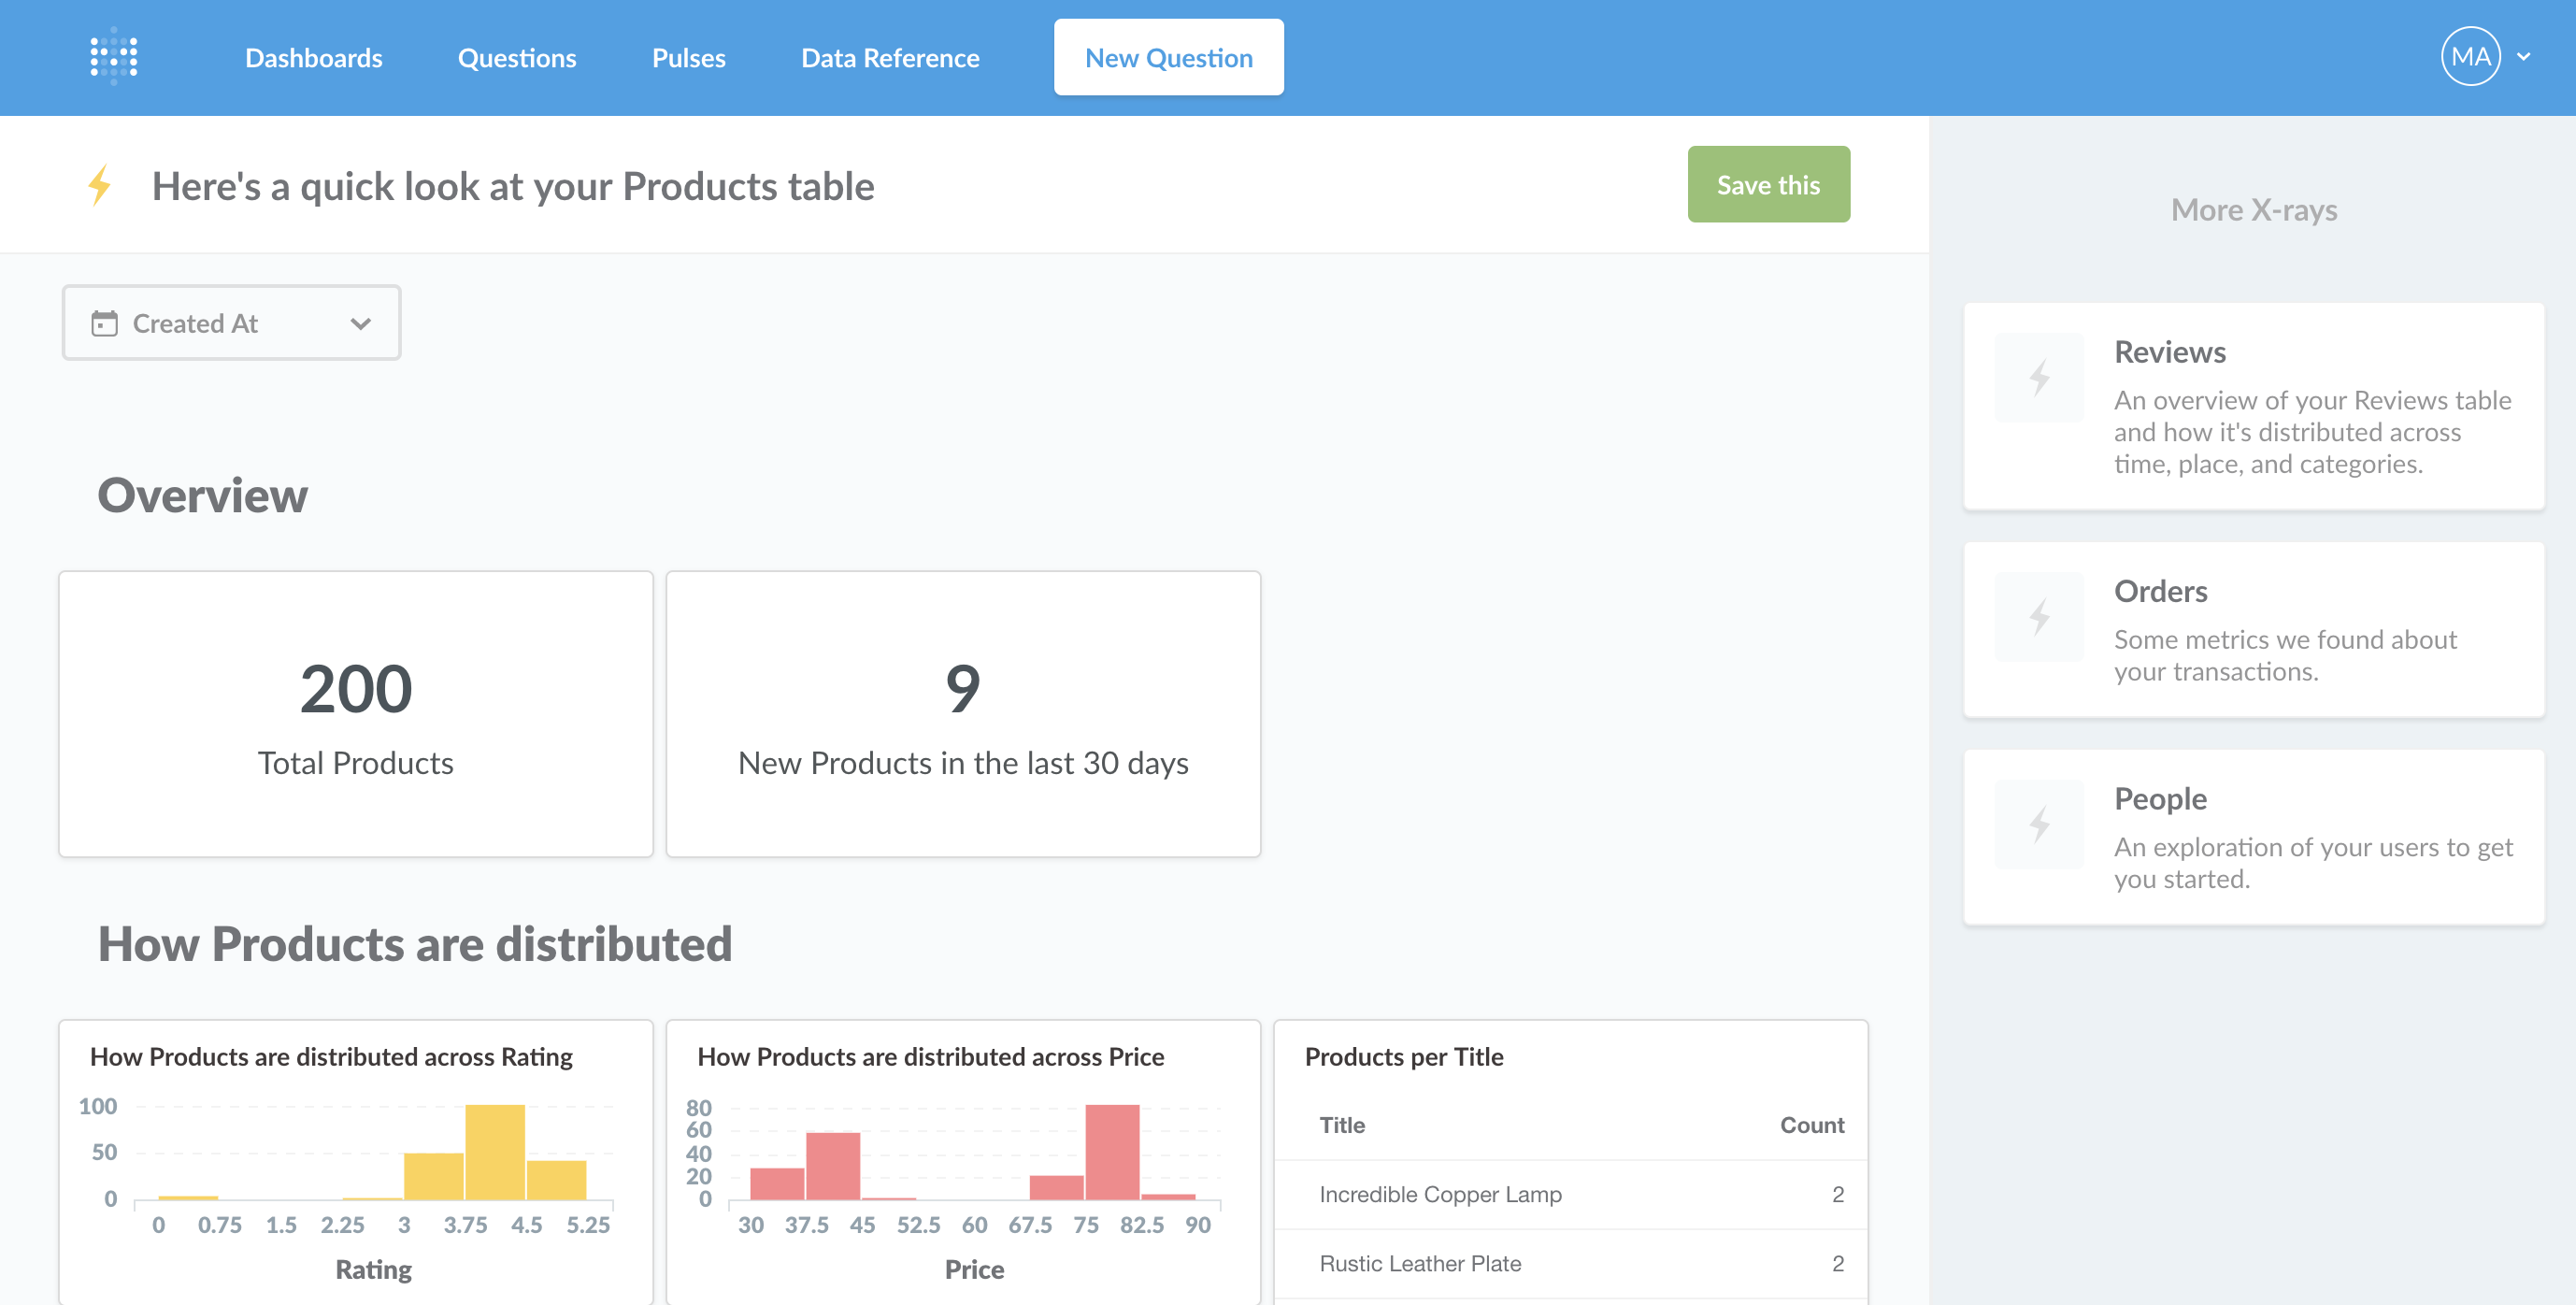 Dashboards Questions Pulses Data Reference New Question MA
Here's a quick look at your Products table
Save this
Created At
Overview
200
Total Products
9
New Products in the last 30 days
How Products are distributed
How Products are distributed across Rating
100
50
0
0 0.75 1.5 2.25 3 3.75 4.5 5.25
Rating
How Products are distributed across Price
80
60
40
20
0
30 37.5 45 52.5 60 67.5 75 82.5 90
Price
Products per Title
Title Count
Incredible Copper Lamp 2
Rustic Leather Plate 2
More X-rays
Reviews
An overview of your Reviews table
and how it's distributed across
time, place, and categories.
Orders
Some metrics we found about
your transactions.
People
An exploration of your users to get
you started.